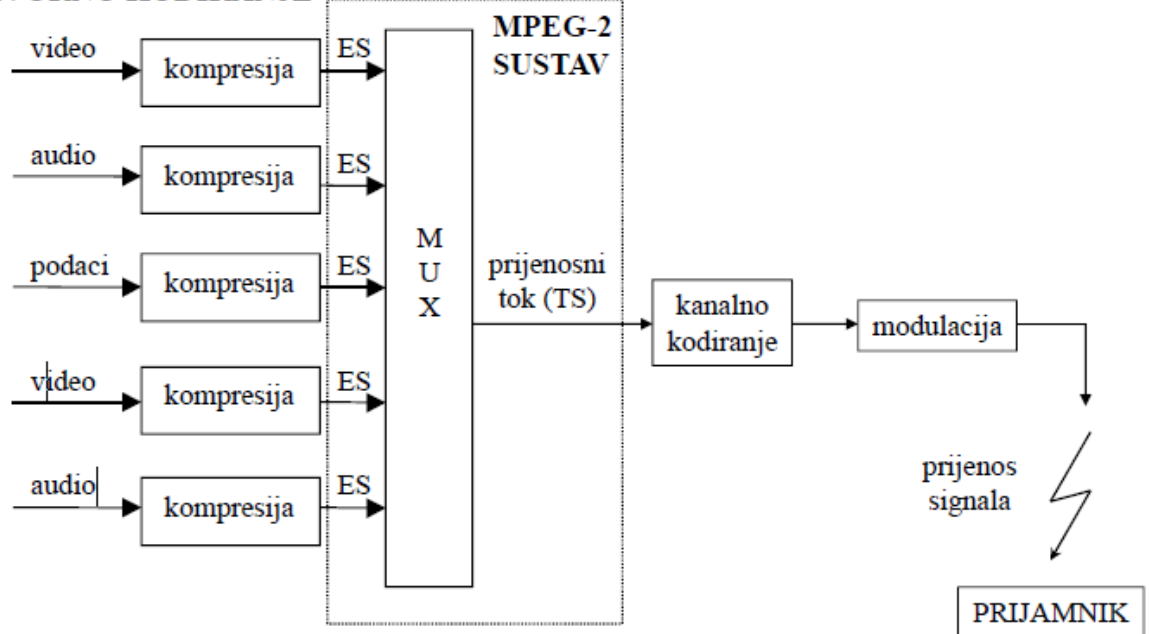 video
kompresija
ES
audio
kompresija
ES
podaci
kompresija
ES
video
kompresija
ES
audio
kompresija
ES
M
U
X
MPEG-2
SUSTAV
prijenosni
tok (TS)
kanalno
kodiranje
modulacija
prijenos
signala
PRIJAMNIK